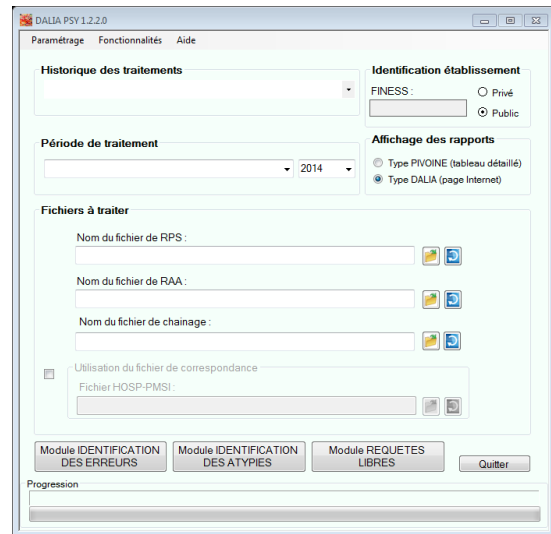 DALIA PSY 1.2.2.0
Paramétrage Fonctionnalités Aide
Historique des traitements
Identification établissement
FINESS :
Privé
Public
Période de traitement
2014
Affichage des rapports
Type PIVOINE (tableau détaillé)
Type DALIA (page Internet)
Fichiers à traiter
Nom du fichier de RPS :
Nom du fichier de RAA :
Nom du fichier de chainage :
Utilisation du fichier de correspondance
Fichier HOSP-PMSI :
Module IDENTIFICATION
DES ERREURS
Module IDENTIFICATION
DES ATYPIES
Module REQUETES
LIBRES
Quitter
Progression